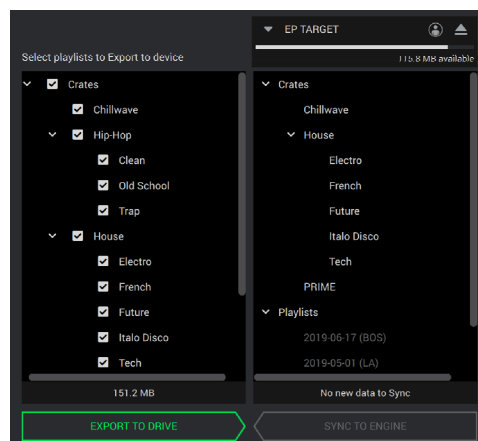 EP TARGET
115.8 MB available
Select playlists to Export to device
Crates
Chillwave
Hip-Hop
Clean
Old School
Trap
House
Electro
French
Future
Italo Disco
Tech
151.2 MB
EXPORT TO DRIVE
Crates
Chillwave
House
Electro
French
Future
Italo Disco
Tech
PRIME
Playlists
2019-06-17 (BOS)
2019-05-01 (LA)
No new data to Sync
SYNC TO ENGINE